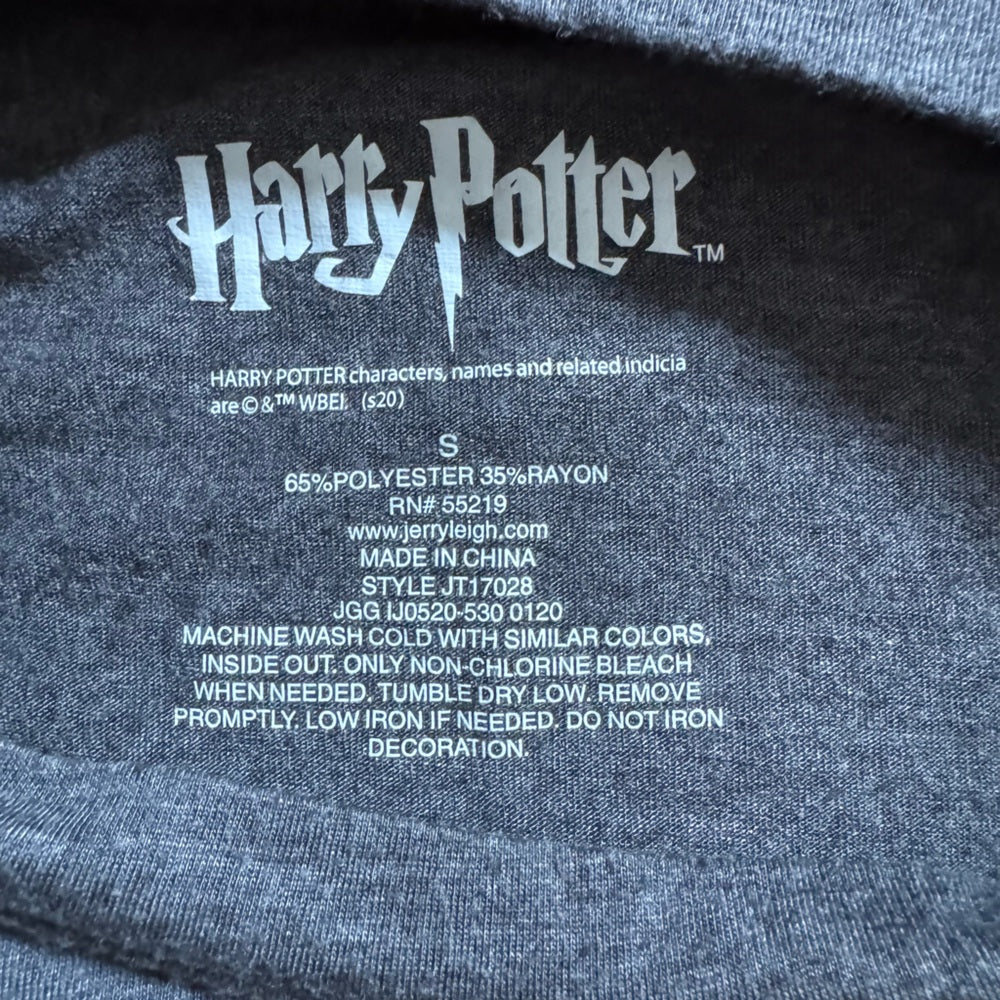 Harry Potter™
HARRY POTTER characters, names and related indicia
are © &™ WBEI. (s20)
S
65%POLYESTER 35%RAYON
RN# 55219
www.jerryleigh.com
MADE IN CHINA
STYLE JT17028
JGG IJ0520-530 0120
MACHINE WASH COLD WITH SIMILAR COLORS,
INSIDE OUT. ONLY NON-CHLORINE BLEACH
WHEN NEEDED. TUMBLE DRY LOW. REMOVE
PROMPTLY. LOW IRON IF NEEDED. DO NOT IRON
DECORATION.